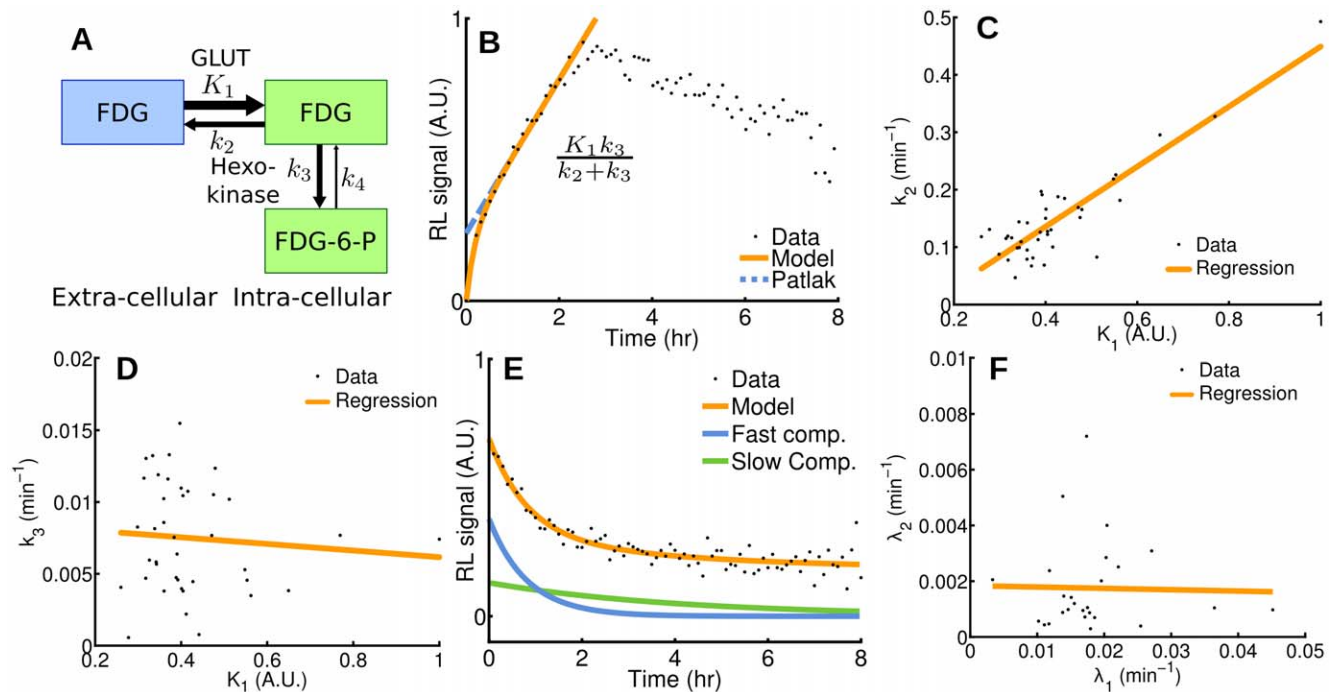 A
GLUT
K1
FDG
FDG
k2
Hexo-
kinase
k3
k4
FDG-6-P
Extra-cellular Intra-cellular
B
1
RL signal (A.U.)
K1k3
k2+k3
Data
Model
Patlak
0
0 2 4 6 8
Time (hr)
C
0.5
0.4
0.3
0.2
0.1
0
k2 (min−1)
Data
Regression
0.2 0.4 0.6 0.8 1
K1 (A.U.)
D
0.02
0.015
0.01
0.005
0
k3 (min−1)
Data
Regression
0.2 0.4 0.6 0.8 1
K1 (A.U.)
E
1
RL signal (A.U.)
Data
Model
Fast comp.
Slow Comp.
0
0 2 4 6 8
Time (hr)
F
0.01
0.008
0.006
0.004
0.002
0
λ2 (min−1)
Data
Regression
0 0.01 0.02 0.03 0.04 0.05
λ1 (min−1)